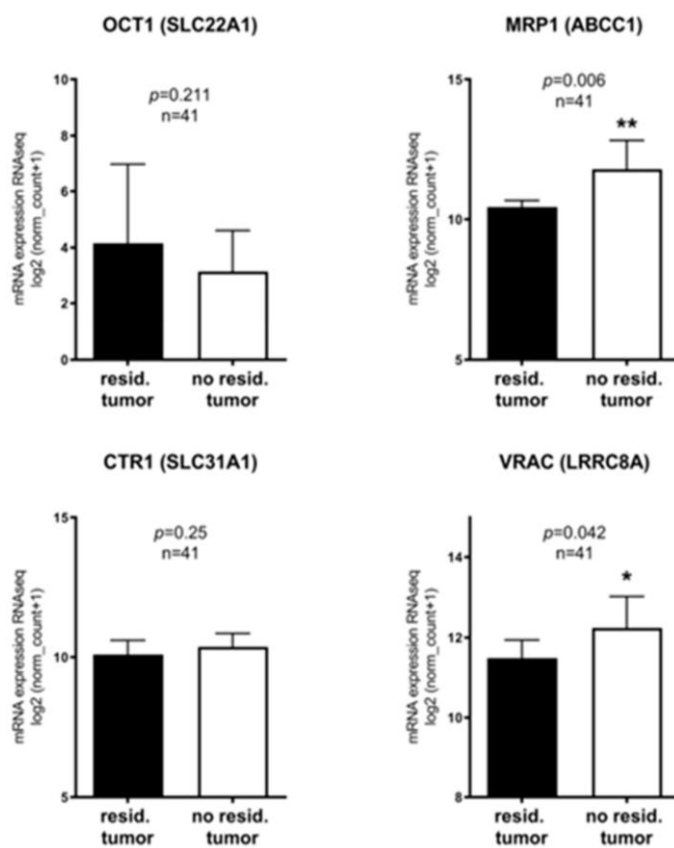 OCT1 (SLC22A1)
mRNA expression RNAseq
log2 (norm_count+1)
10
8
6
4
2
0
p=0.211
n=41
resid.
tumor
no resid.
tumor
MRP1 (ABCC1)
mRNA expression RNAseq
log2 (norm_count+1)
15
10
5
p=0.006
n=41
**
resid.
tumor
no resid.
tumor
CTR1 (SLC31A1)
mRNA expression RNAseq
log2 (norm_count+1)
15
10
5
p=0.25
n=41
resid.
tumor
no resid.
tumor
VRAC (LRRC8A)
mRNA expression RNAseq
log2 (norm_count+1)
14
12
10
8
p=0.042
n=41
*
resid.
tumor
no resid.
tumor